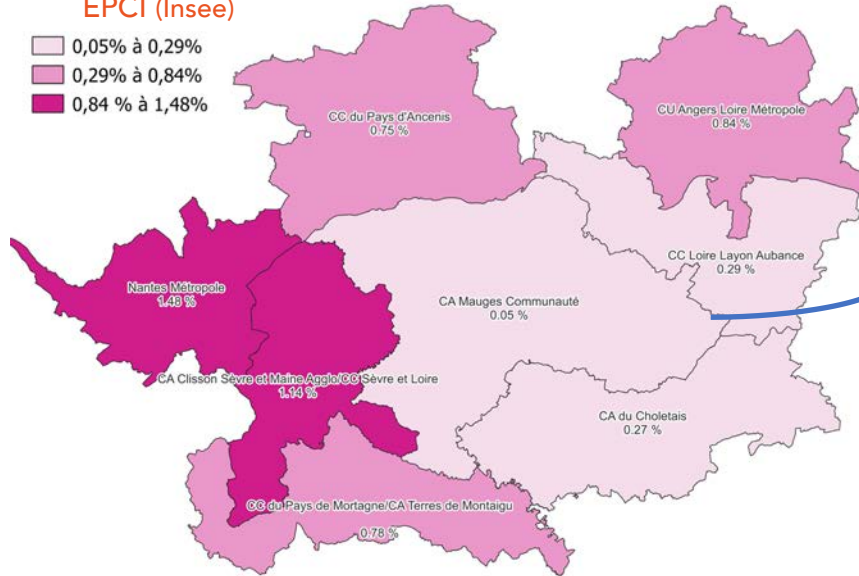 EPCI (Insee)
0,05% à 0,29%
0,29% à 0,84%
0,84 % à 1,48%
CC du Pays d'Ancenis
0.75 %
CU Angers Loire Métropole
0.84 %
CC Loire Layon Aubance
0.29 %
Nantes Métropole
1.48 %
CA Mauges Communauté
0.05 %
CA Clisson Sèvre et Maine Agglo/CC Sèvre et Loire
1.14 %
CA du Choletais
0.27 %
CC du Pays de Mortagne/CA Terres de Montaigu
0.78 %